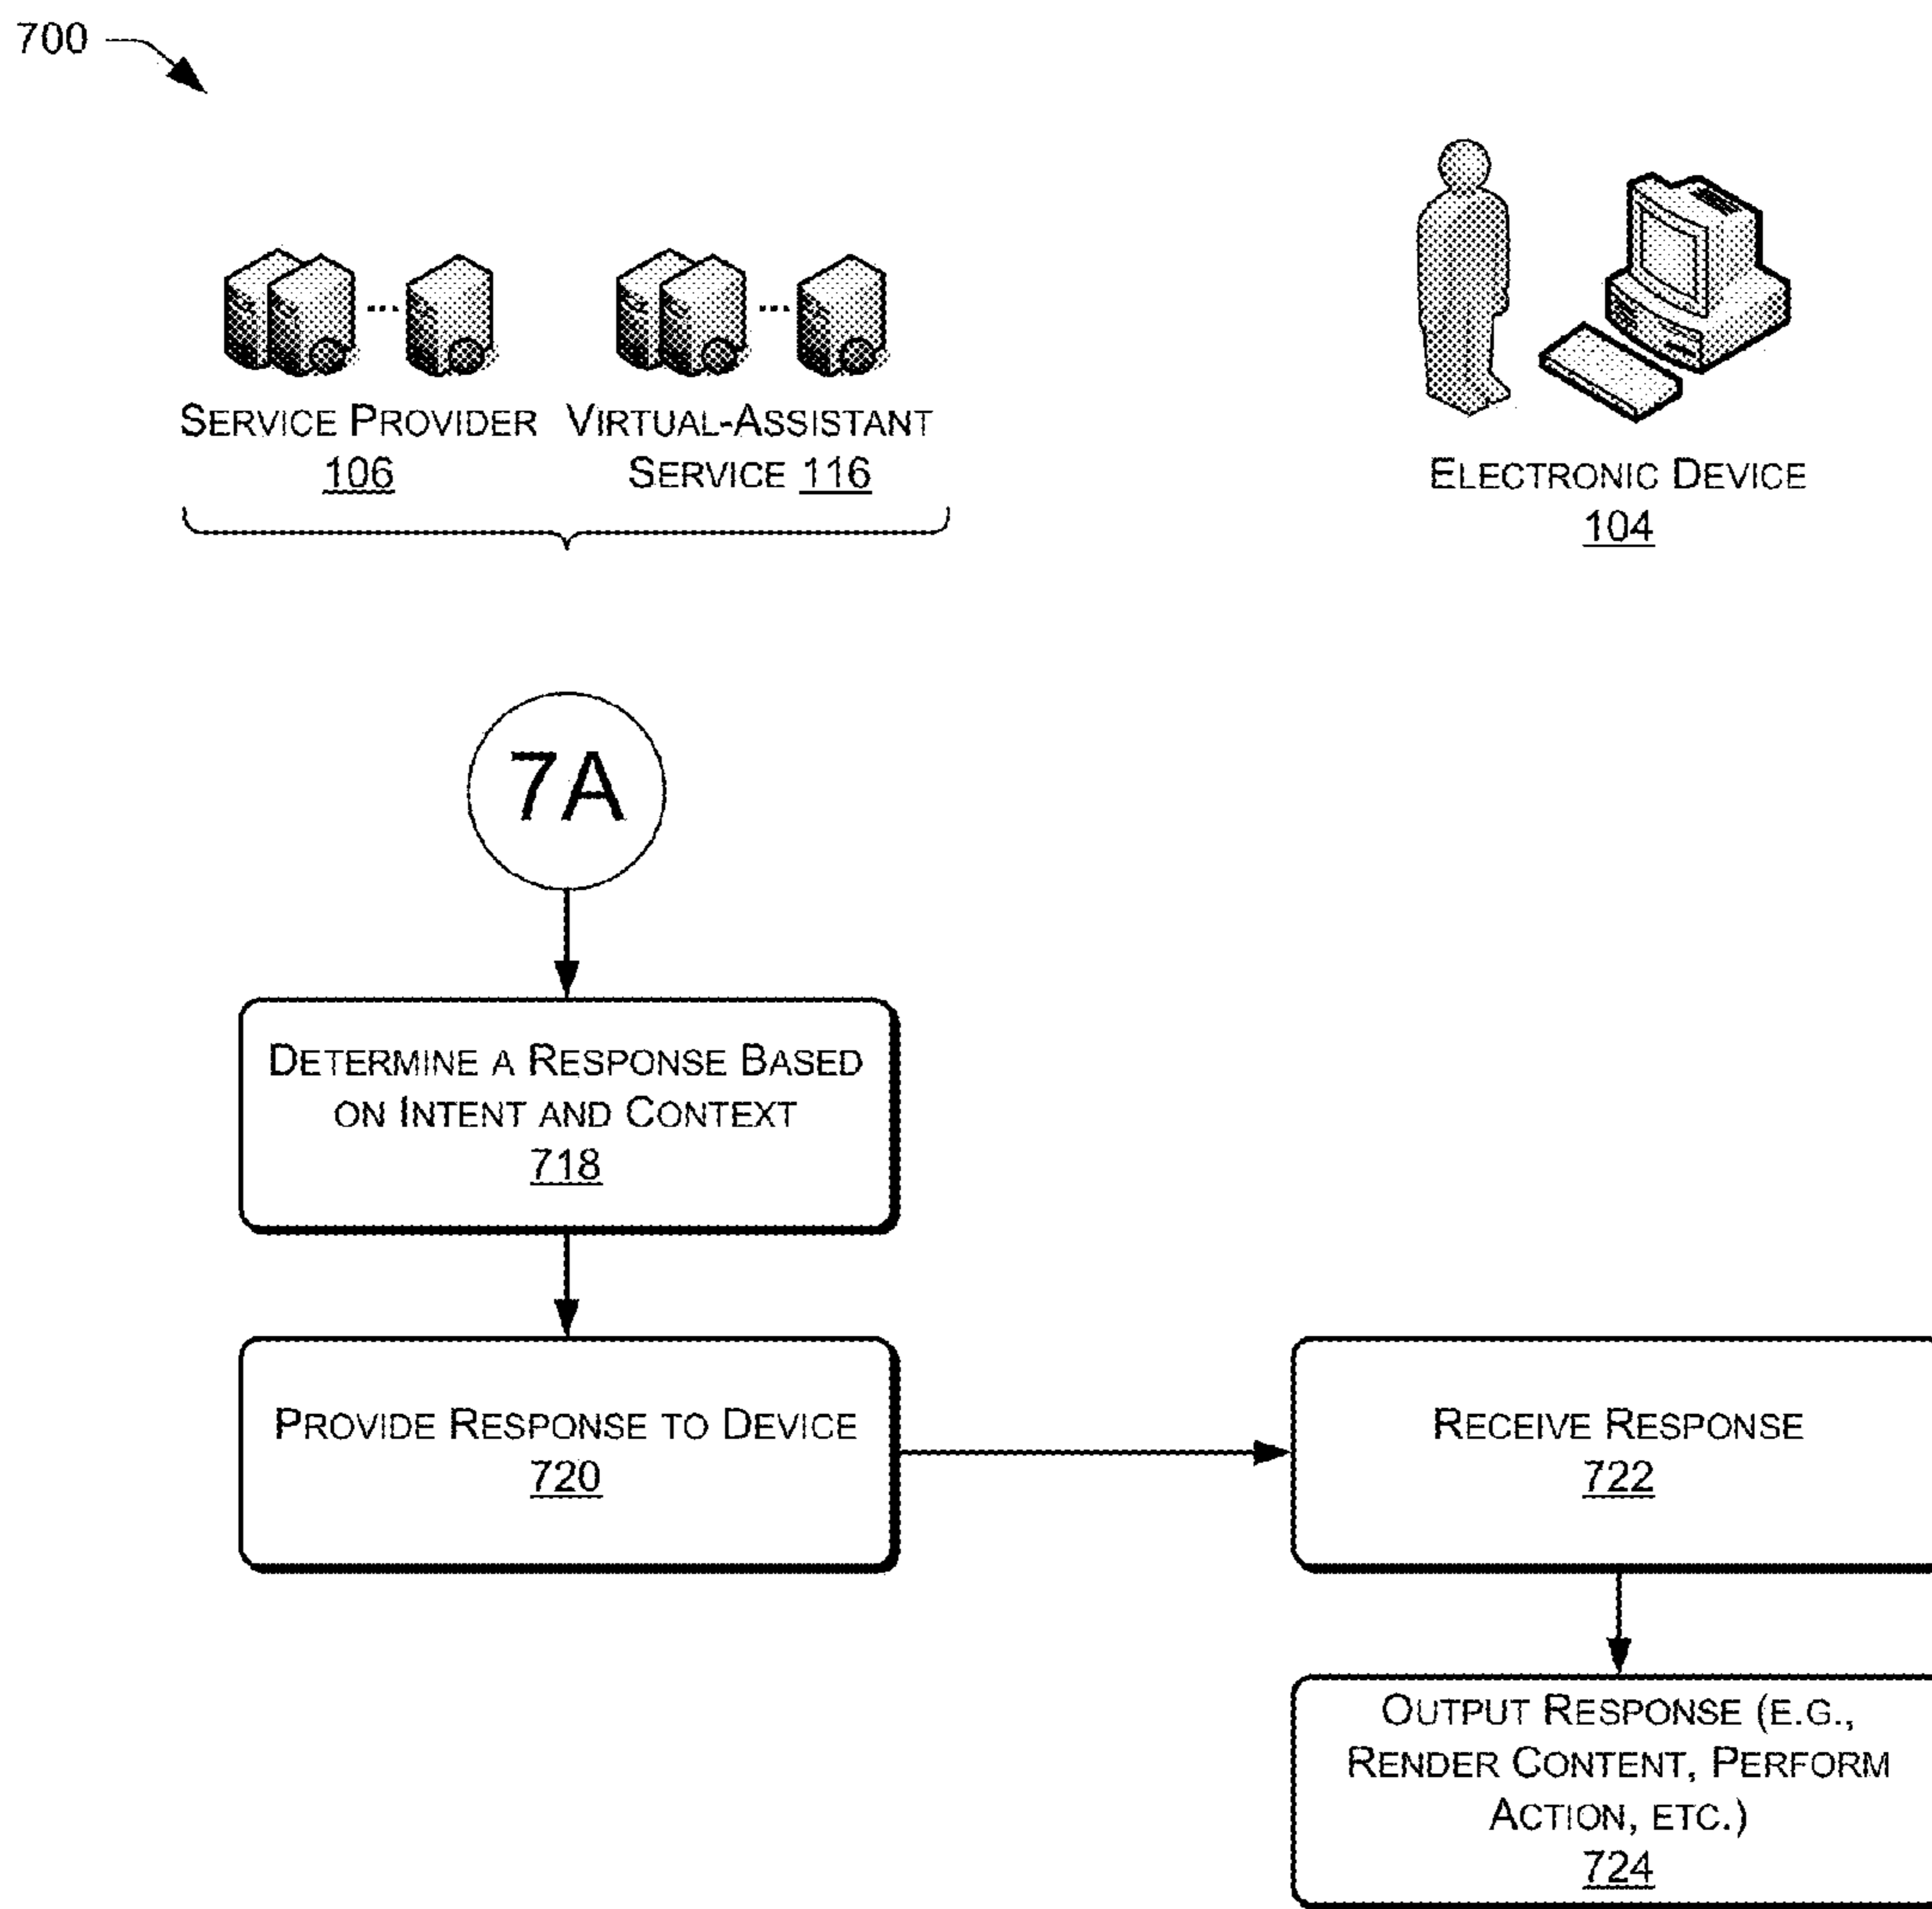 700
SERVICE PROVIDER
106
VIRTUAL-ASSISTANT
SERVICE 116
ELECTRONIC DEVICE
104
7A
DETERMINE A RESPONSE BASED
ON INTENT AND CONTEXT
718
PROVIDE RESPONSE TO DEVICE
720
RECEIVE RESPONSE
722
OUTPUT RESPONSE (E.G.,
RENDER CONTENT, PERFORM
ACTION, ETC.)
724